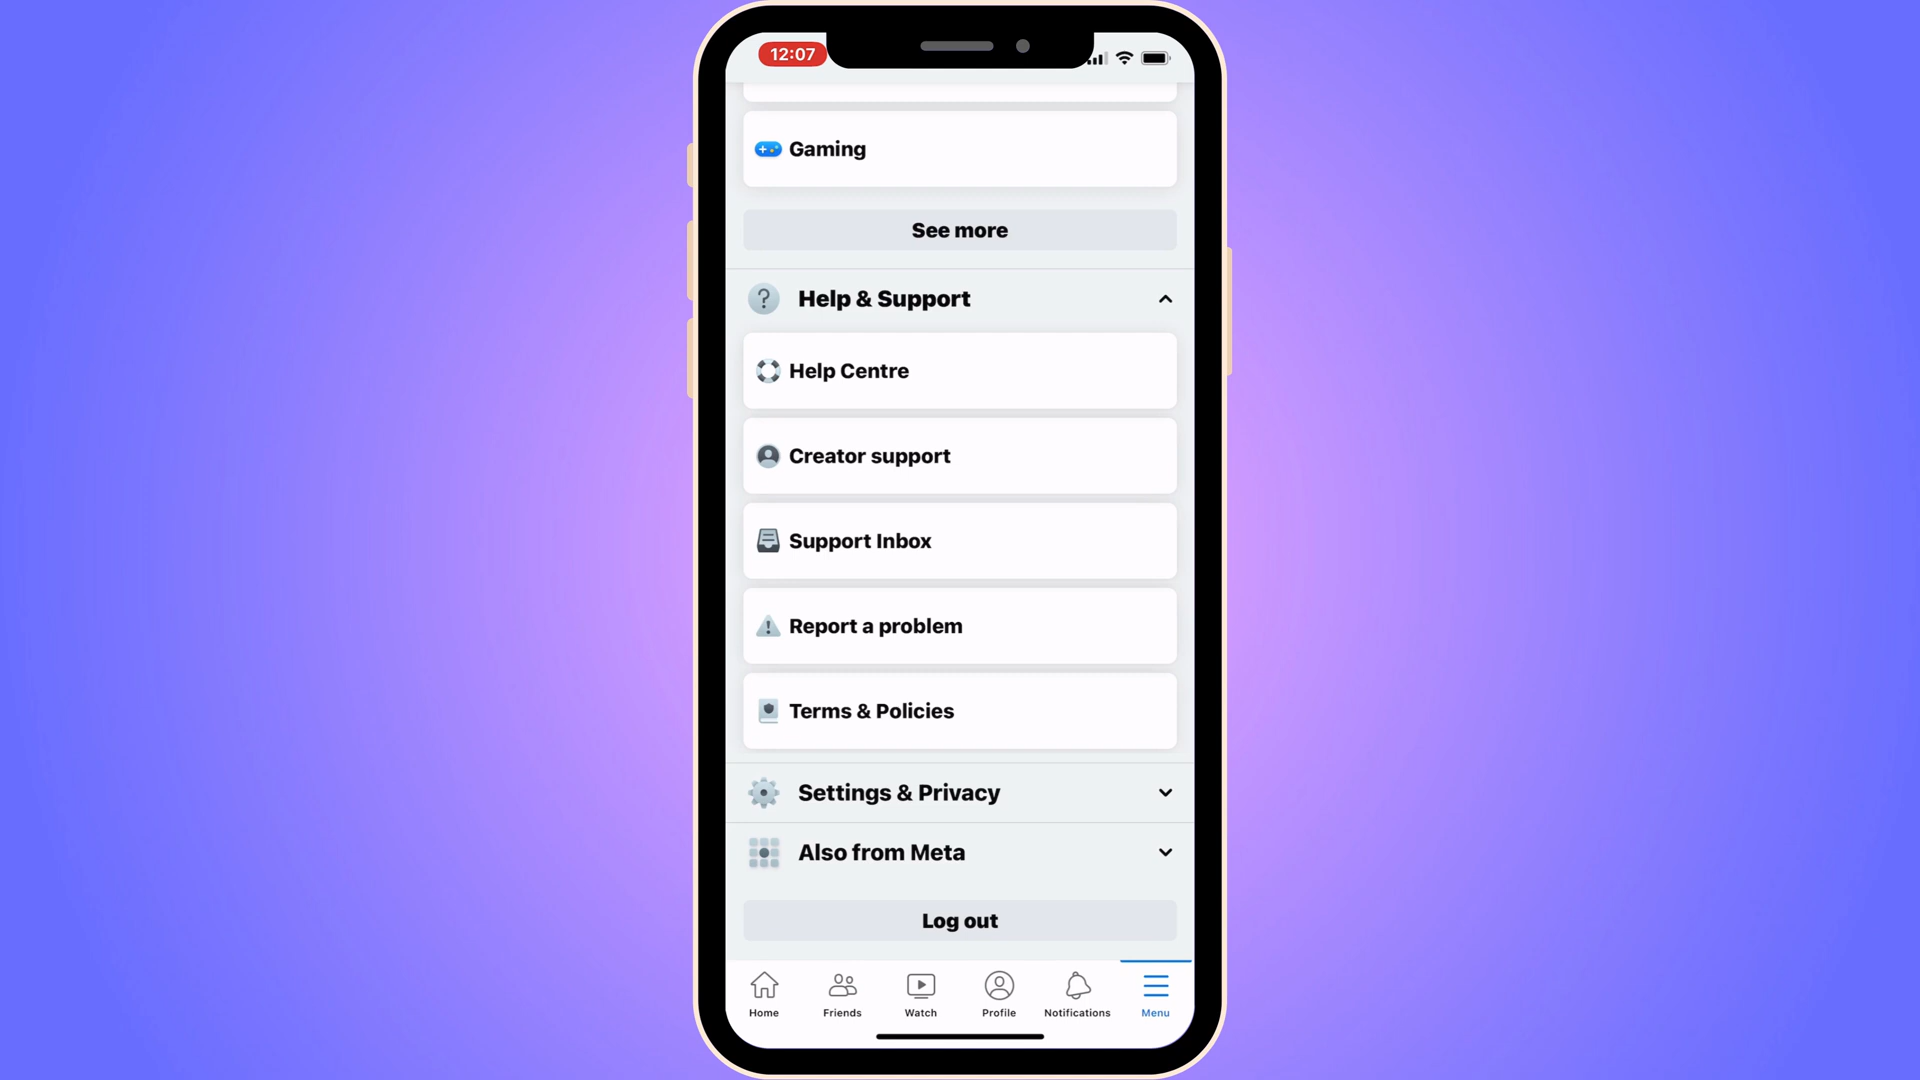 12:07
Gaming
See more
Help & Support
Help Centre
Creator support
Support Inbox
Report a problem
Terms & Policies
Settings & Privacy
Also from Meta
Log out
Home Friends Watch Profile Notifications Menu